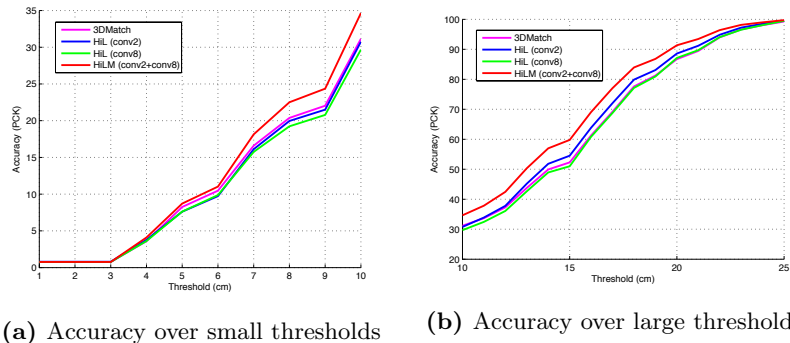 35
30
25
20
15
10
5
0
Accuracy (PCK)
3DMatch
HiL (conv2)
HiL (conv8)
HiLM (conv2+conv8)
1 2 3 4 5 6 7 8 9 10
Threshold (cm)
(a) Accuracy over small thresholds
100
90
80
70
60
50
40
30
20
Accuracy (PCK)
3DMatch
HiL (conv2)
HiL (conv8)
HiLM (conv2+conv8)
10 15 20 25
Threshold (cm)
(b) Accuracy over large threshold